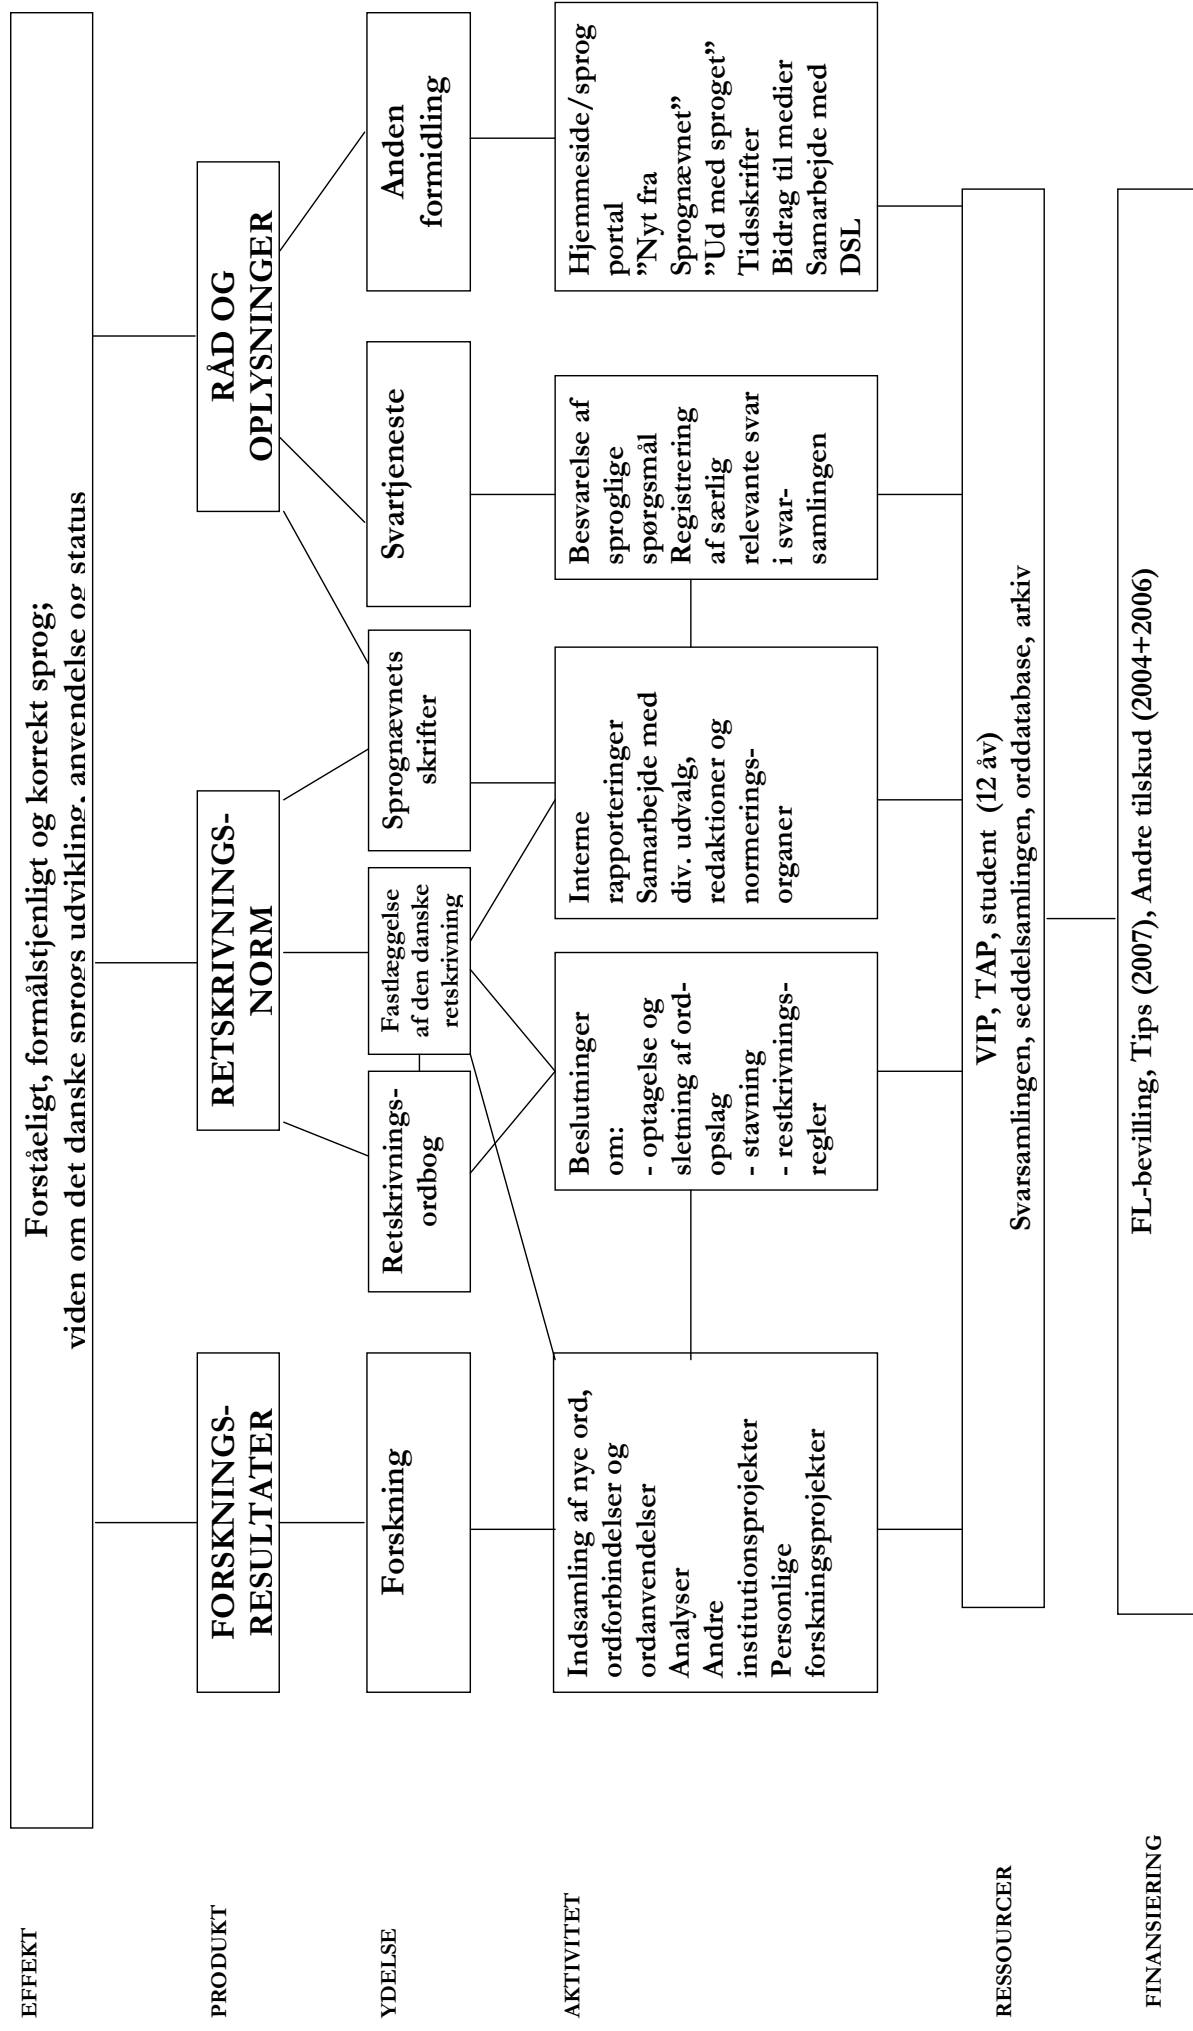 EFFEKT
Forståeligt, formålstjenligt og korrekt sprog;
viden om det danske sprogs udvikling, anvendelse og status
PRODUKT
FORSKNINGS-
RESULTATER
RETSKRIVNINGS-
NORM
RÅD OG
OPLYSNINGER
YDELSE
Forskning
Retskrivnings-
ordbog
Fastlæggelse
af den danske
retskrivning
Sprognævnets
skrifter
Svartjeneste
Anden
formidling
AKTIVITET
Indsamling af nye ord,
ordforbindelser og
ordanvendelser
Analyser
Andre
institutionsprojekter
Personlige
forskningsprojekter
Beslutninger
om:
- optagelse og
sletning af ord-
opslag
- stavning
- restkrivnings-
regler
Interne
rapporteringer
Samarbejde med
div. udvalg,
redaktioner og
normerings-
organer
Besvarelse af
sproglige
spørgsmål
Registrering
af særlig
relevante svar
i svar-
samlingen
Hjemmeside/sprog
portal
”Nyt fra
Sprognævnet”
”Ud med sproget”
Tidsskrifter
Bidrag til medier
Samarbejde med
DSL
RESSOURCER
VIP, TAP, student (12 åv)
Svarsamlingen, seddelsamlingen, orddatabase, arkiv
FINANSIERING
FL-bevilling, Tips (2007), Andre tilskud (2004+2006)